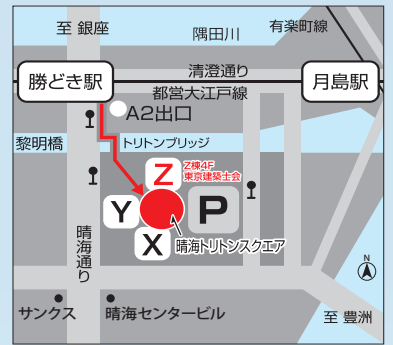 至 銀座
隅田川
有楽町線
清澄通り
勝どき駅
月島駅
都営大江戸線
A2出口
黎明橋
トリトンブリッジ
Z
Z棟4F
東京建築士会
Y
P
X
晴海トリトンスクエア
晴海通り
N
サンクス
晴海センタービル
至 豊洲